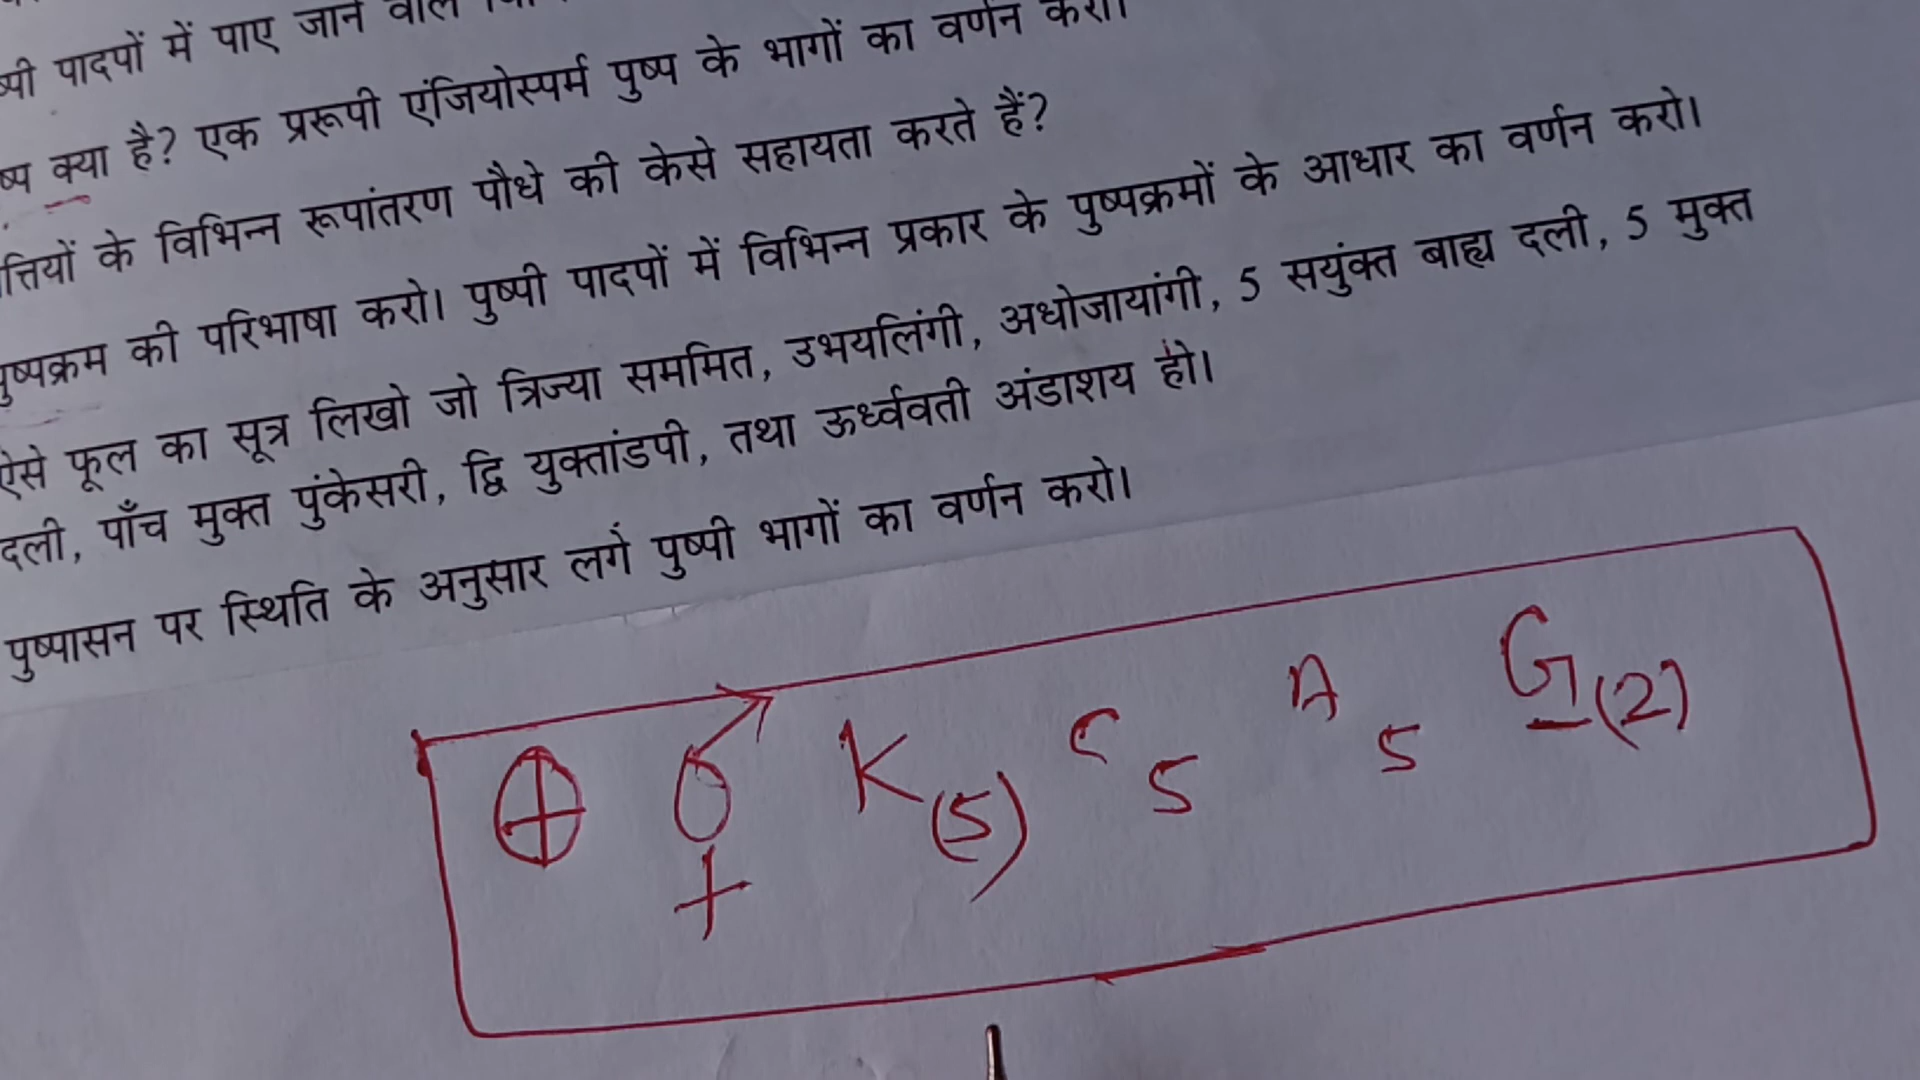 पादपों में पाए जाने वाले
क्या है? एक प्ररूपी एंजियोस्पर्म पुष्प के भागों का वर्णन करो।
के विभिन्न रूपांतरण पौधे की केसे सहायता करते हैं?
की परिभाषा करो। पुष्पी पादपों में विभिन्न प्रकार के पुष्पक्रमों के आधार का वर्णन करो।
ऐसे फूल का सूत्र लिखो जो त्रिज्या सममित, उभयलिंगी, अधोजायांगी, 5 सयुंक्त बाह्य दली, 5 मुक्त
दली, पाँच मुक्त पुंकेसरी, द्वि युक्तांडपी, तथा ऊर्ध्ववती अंडाशय हो।
पुष्पासन पर स्थिति के अनुसार लगे पुष्पी भागों का वर्णन करो।
⊕ ⚥ K(5) C5 A5 G(2)